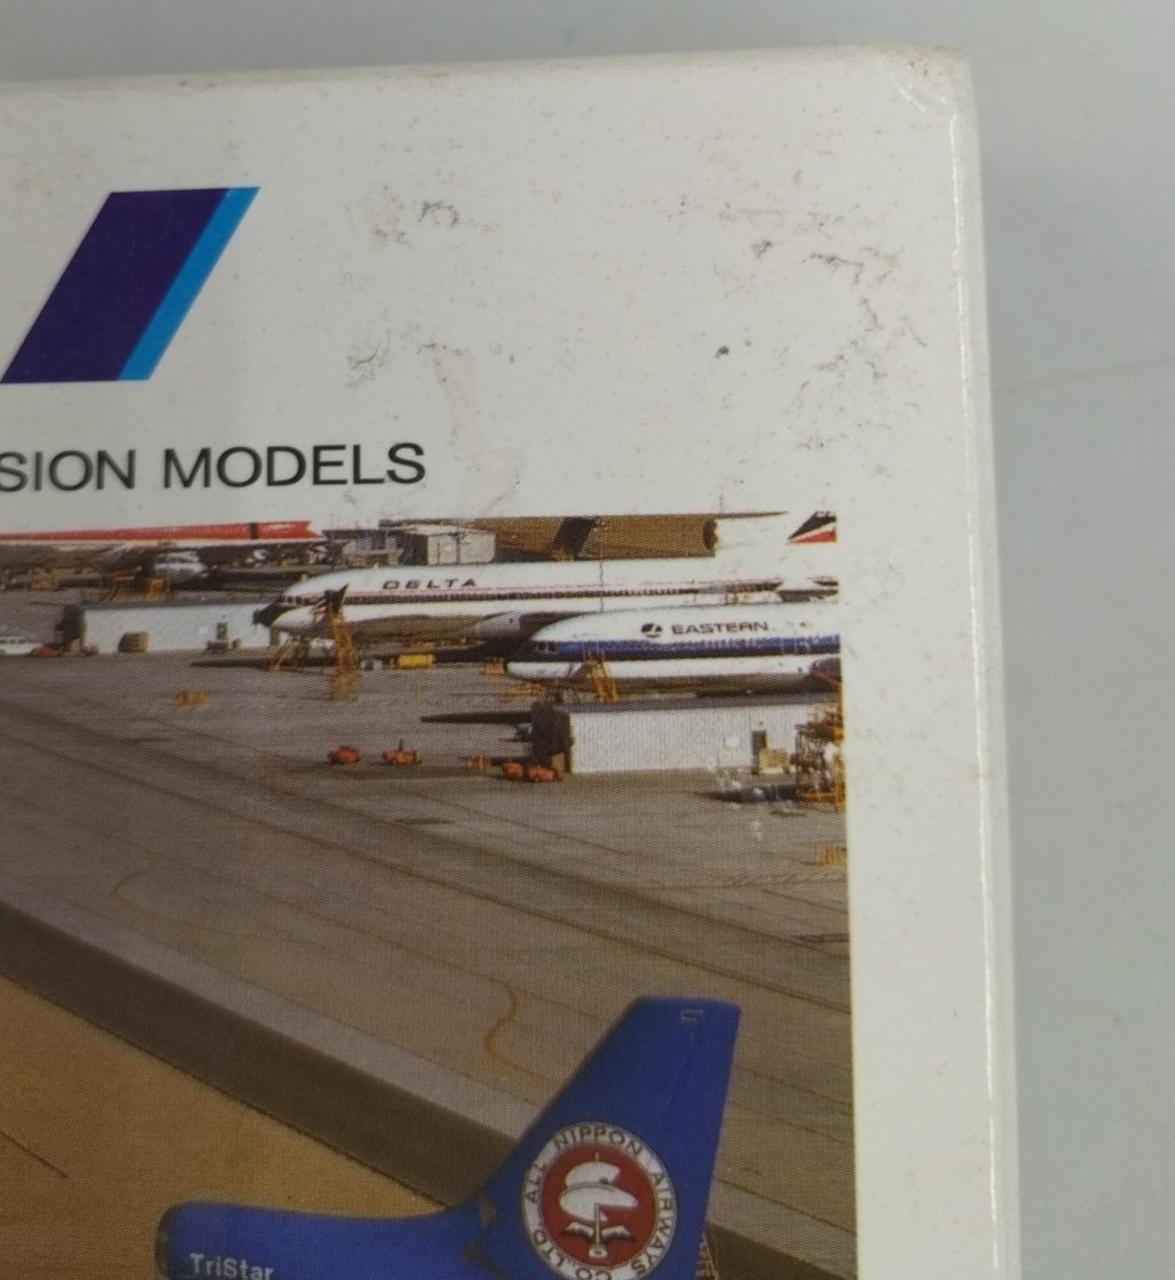 SION MODELS
DELTA
EASTERN
ALL NIPPON AIRWAYS CO.,LTD.
TriStar